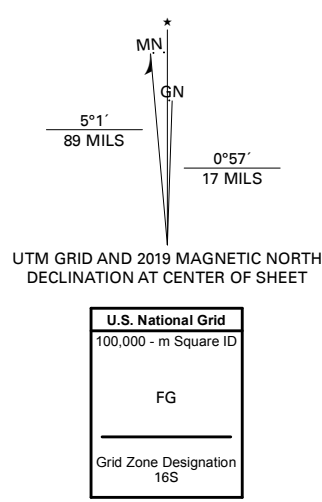 ★
M.N.
GN
5°1´
89 MILS
0°57´
17 MILS
UTM GRID AND 2019 MAGNETIC NORTH
DECLINATION AT CENTER OF SHEET
U.S. National Grid
100,000 - m Square ID
FG
Grid Zone Designation
16S